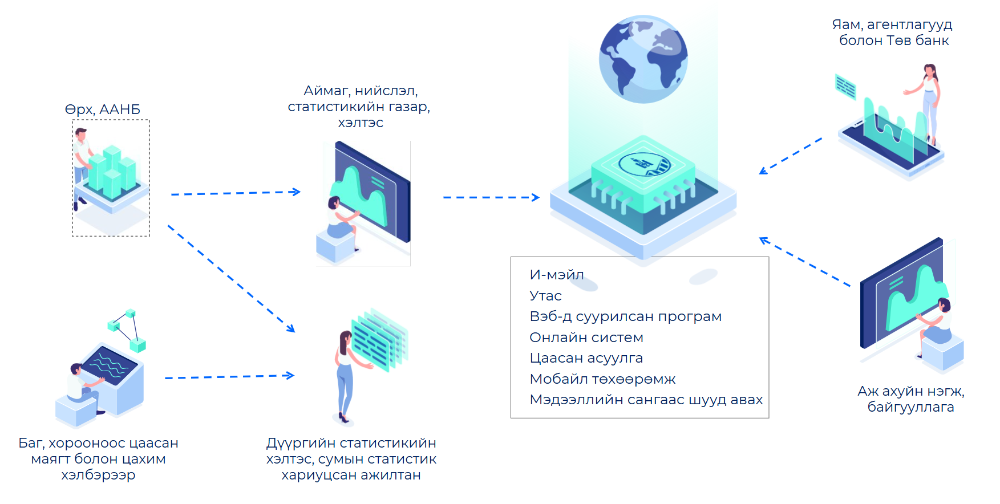 Өрх, ААНБ
Аймаг, нийслэл,
статистикийн газар,
хэлтэс
Яам, агентлагууд
болон Төв банк
И-мэйл
Утас
Вэб-д суурилсан програм
Онлайн систем
Цаасан асуулга
Мобайл төхөөрөмж
Мэдээллийн сангаас шууд авах
Аж ахуйн нэгж,
байгууллага
Баг, хорооноос цаасан
маягт болон цахим
хэлбэрээр
Дүүргийн статистикийн
хэлтэс, сумын статистик
хариуцсан ажилтан